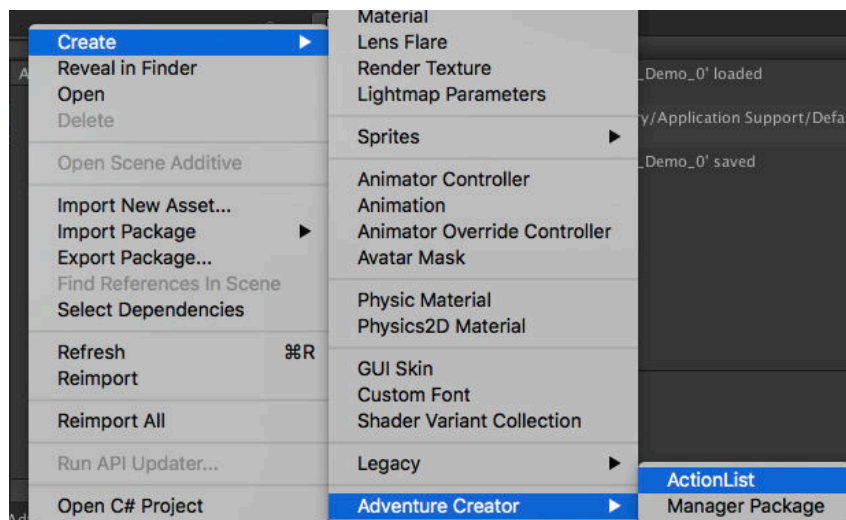 Create
Reveal in Finder
Open
Delete
Open Scene Additive
Import New Asset...
Import Package
Export Package...
Find References In Scene
Select Dependencies
Refresh ⌘R
Reimport
Reimport All
Run API Updater...
Open C# Project
Material
Lens Flare
Render Texture
Lightmap Parameters
Sprites
Animator Controller
Animation
Animator Override Controller
Avatar Mask
Physic Material
Physics2D Material
GUI Skin
Custom Font
Shader Variant Collection
Legacy
Adventure Creator
ActionList
Manager Package
_Demo_0' loaded
y/Application Support/Defa
_Demo_0' saved